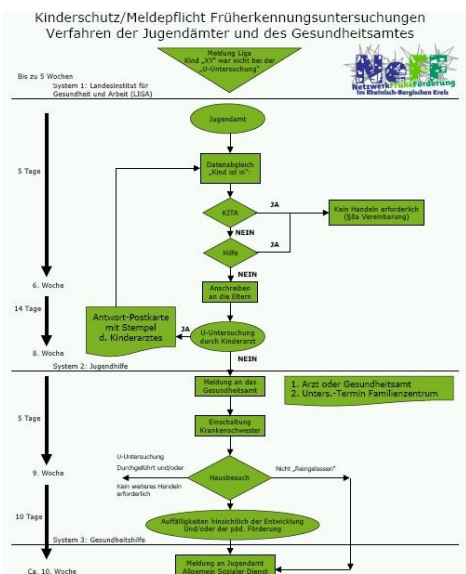 Kinderschutz/Meldepflicht Früherkennungsuntersuchungen
Verfahren der Jugendämter und des Gesundheitsamtes
Meldung Liga
Kind „XY" war nicht bei der
„U-Untersuchung"
NeFF
Netzwerk Frühe Förderung
im Rheinisch-Bergischen Kreis
Bis zu 5 Wochen
System 1: Landesinstitut für
Gesundheit und Arbeit (LIGA)
Jugendamt
5 Tage
Datenabgleich
„Kind ist in":
KITA
JA
Kein Handeln erforderlich
(§8a Vereinbarung)
NEIN
Hilfe
JA
NEIN
6. Woche
Anschreiben
an die Eltern
14 Tage
Antwort-Postkarte
mit Stempel
d. Kinderarztes
JA
U-Untersuchung
durch Kinderarzt
8. Woche
NEIN
System 2: Jugendhilfe
Meldung an das
Gesundheitsamt
1. Arzt oder Gesundheitsamt
2. Unters.-Termin Familienzentrum
5 Tage
Einschaltung
Krankenschwester
9. Woche
U-Untersuchung
Durchgeführt und/oder
Kein weiteres Handeln
erforderlich
Hausbesuch
Nicht „Reingelassen"
10 Tage
Auffälligkeiten hinsichtlich der Entwicklung
Und/oder der päd. Förderung
System 3: Gesundheitshilfe
Meldung an Jugendamt
Allgemein Sozialer Dienst
Ca. 10. Woche